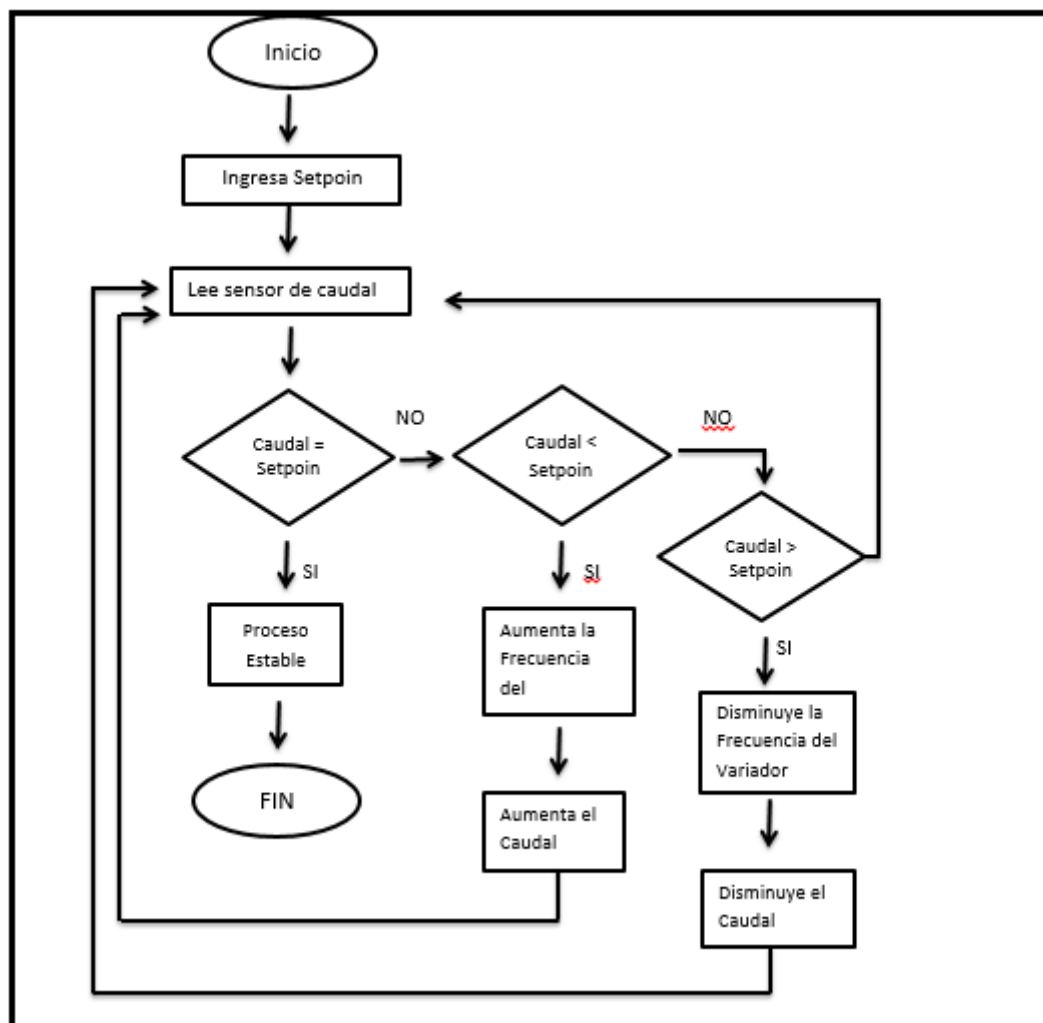 Inicio
Ingresa Setpoin
Lee sensor de caudal
Caudal =
Setpoin
NO
Caudal <
Setpoin
NO
Caudal >
Setpoin
SI
SI
SI
Proceso
Estable
Aumenta la
Frecuencia
del
Disminuye la
Frecuencia del
Variador
FIN
Aumenta el
Caudal
Disminuye el
Caudal